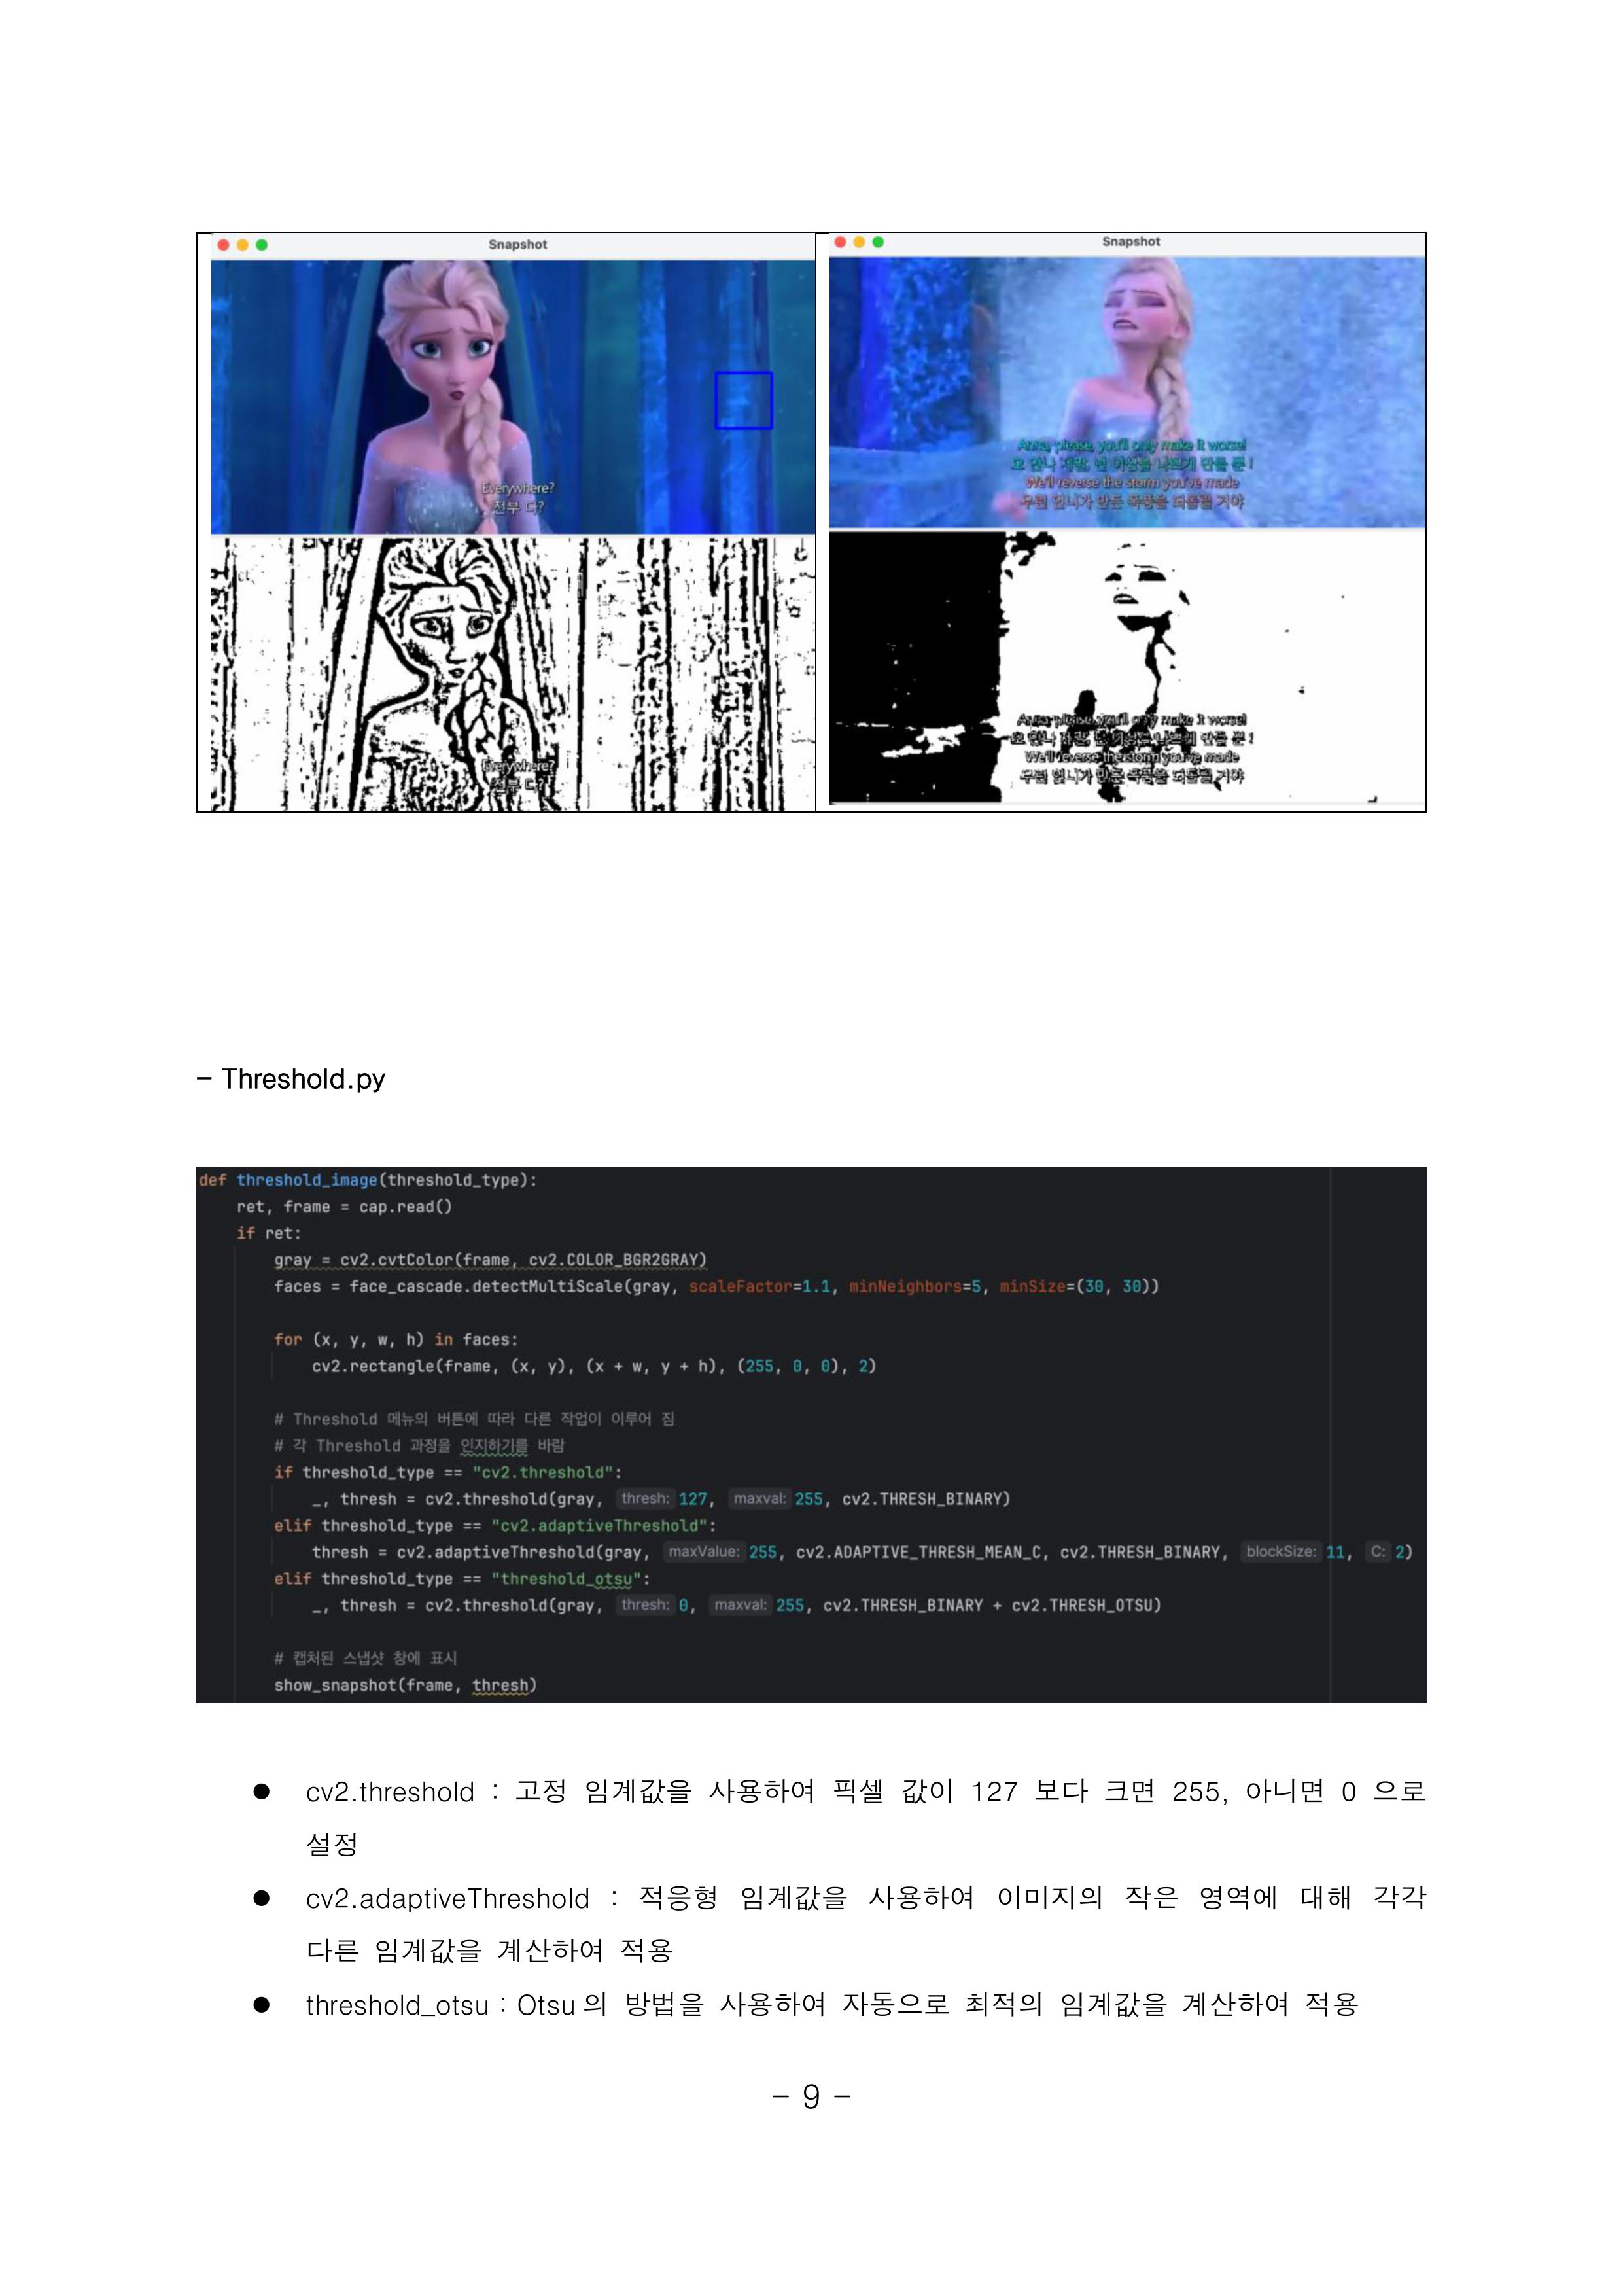 Snapshot
Everywhere?
전부 다?
Everywhere?
전부 다?
Snapshot
Anna, please, you'll only make it worse!
오 안나 제발, 넌 이상을 나쁘게 만들 뿐!
We'll reverse the storm you've made
우린 언니가 만든 폭풍을 되돌릴 거야
Anna, please, you'll only make it worse!
오 안나 제발, 넌 이상을 나쁘게 만들 뿐!
We'll reverse the storm you've made
우린 언니가 만든 폭풍을 되돌릴 거야
- Threshold.py
def threshold_image(threshold_type):
ret, frame = cap.read()
if ret:
gray = cv2.cvtColor(frame, cv2.COLOR_BGR2GRAY)
faces = face_cascade.detectMultiScale(gray, scaleFactor=1.1, minNeighbors=5, minSize=(30, 30))
for (x, y, w, h) in faces:
cv2.rectangle(frame, (x, y), (x + w, y + h), (255, 0, 0), 2)
# Threshold 메뉴의 버튼에 따라 다른 작업이 이루어 짐
# 각 Threshold 과정을 인지하기를 바람
if threshold_type == "cv2.threshold":
_, thresh = cv2.threshold(gray, thresh: 127, maxval: 255, cv2.THRESH_BINARY)
elif threshold_type == "cv2.adaptiveThreshold":
thresh = cv2.adaptiveThreshold(gray, maxValue: 255, cv2.ADAPTIVE_THRESH_MEAN_C, cv2.THRESH_BINARY, blockSize: 11, C: 2)
elif threshold_type == "threshold_otsu":
_, thresh = cv2.threshold(gray, thresh: 0, maxval: 255, cv2.THRESH_BINARY + cv2.THRESH_OTSU)
# 캡처된 스냅샷 창에 표시
show_snapshot(frame, thresh)
● cv2.threshold : 고정 임계값을 사용하여 픽셀 값이 127 보다 크면 255, 아니면 0 으로
설정
● cv2.adaptiveThreshold : 적응형 임계값을 사용하여 이미지의 작은 영역에 대해 각각
다른 임계값을 계산하여 적용
● threshold_otsu : Otsu 의 방법을 사용하여 자동으로 최적의 임계값을 계산하여 적용
- 9 -